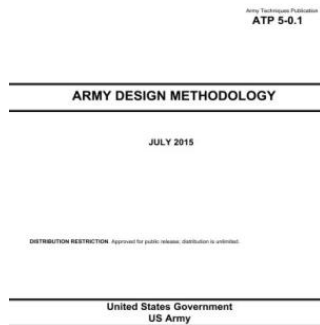 Army Techniques Publication
ATP 5-0.1
ARMY DESIGN METHODOLOGY
JULY 2015
DISTRIBUTION RESTRICTION. Approved for public release; distribution is unlimited.
United States Government
US Army